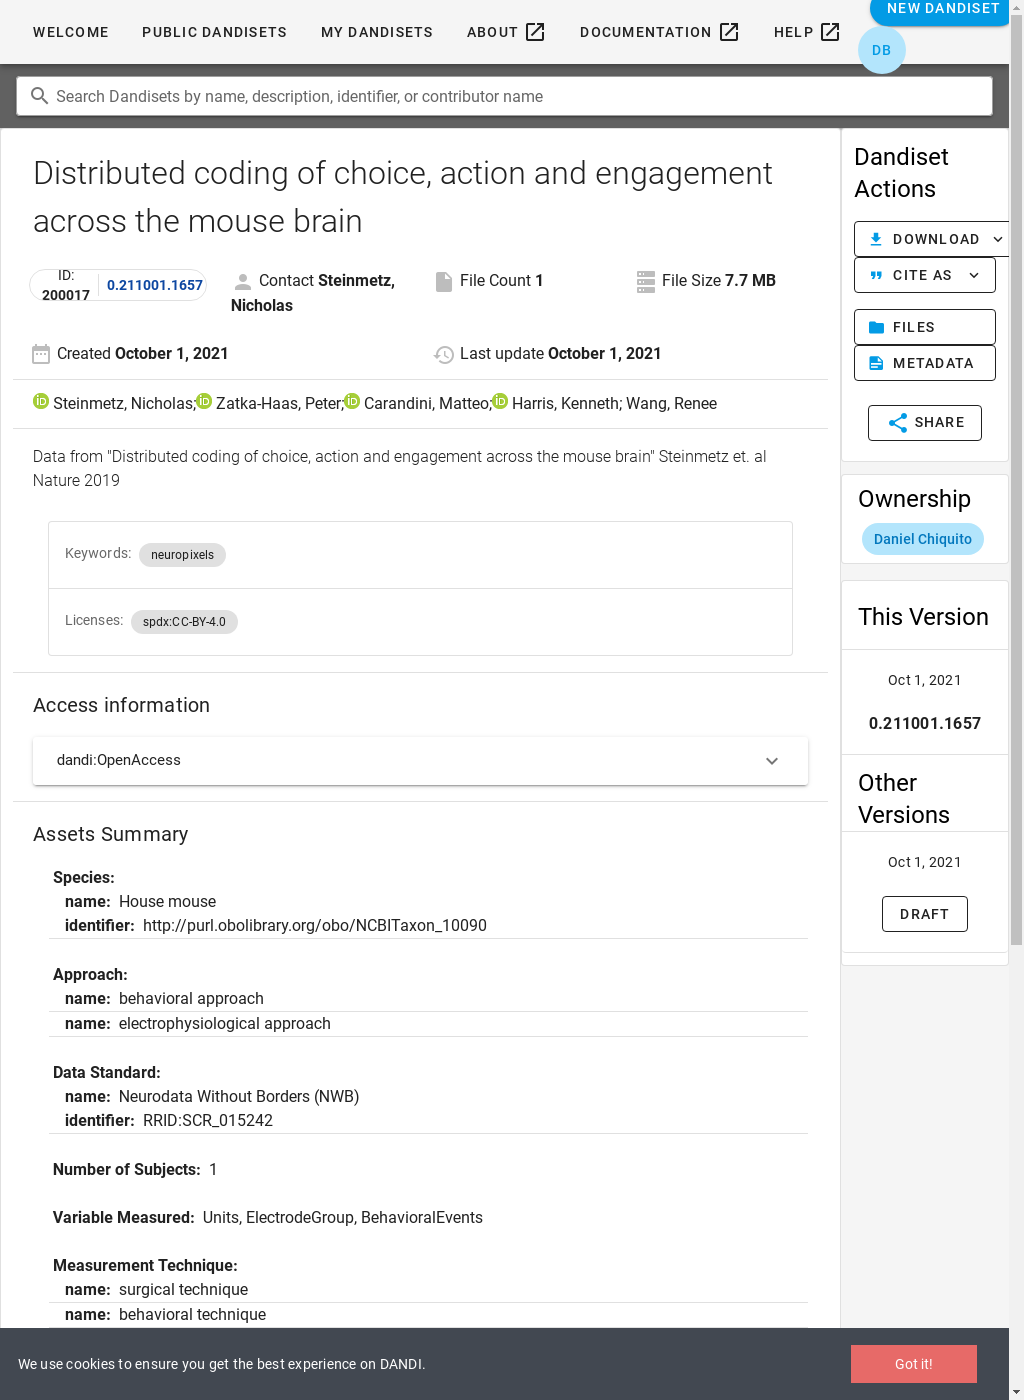 WELCOME PUBLIC DANDISETS MY DANDISETS ABOUT DOCUMENTATION HELP NEW DANDISET
DB
Search Dandisets by name, description, identifier, or contributor name
Distributed coding of choice, action and engagement
across the mouse brain
ID:
200017 0.211001.1657
Contact Steinmetz,
Nicholas
File Count 1
File Size 7.7 MB
Created October 1, 2021
Last update October 1, 2021
Steinmetz, Nicholas; Zatka-Haas, Peter; Carandini, Matteo; Harris, Kenneth; Wang, Renee
Data from "Distributed coding of choice, action and engagement across the mouse brain" Steinmetz et. al
Nature 2019
Keywords: neuropixels
Licenses: spdx:CC-BY-4.0
Access information
dandi:OpenAccess
Assets Summary
Species:
name: House mouse
identifier: http://purl.obolibrary.org/obo/NCBITaxon_10090
Approach:
name: behavioral approach
name: electrophysiological approach
Data Standard:
name: Neurodata Without Borders (NWB)
identifier: RRID:SCR_015242
Number of Subjects: 1
Variable Measured: Units, ElectrodeGroup, BehavioralEvents
Measurement Technique:
name: surgical technique
name: behavioral technique
Dandiset
Actions
DOWNLOAD
CITE AS
FILES
METADATA
SHARE
Ownership
Daniel Chiquito
This Version
Oct 1, 2021
0.211001.1657
Other
Versions
Oct 1, 2021
DRAFT
We use cookies to ensure you get the best experience on DANDI.
Got it!